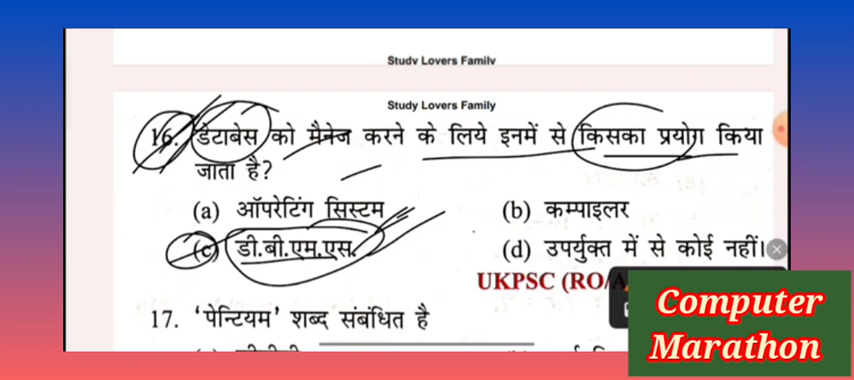 Study Lovers Family
Study Lovers Family
16. डेटाबेस को मैनेज करने के लिये इनमें से किसका प्रयोग किया
जाता है?
(a) ऑपरेटिंग सिस्टम (b) कम्पाइलर
(c) डी.बी.एम.एस. (d) उपर्युक्त में से कोई नहीं।
UKPSC (RO/A
17. ‘पेन्टियम’ शब्द संबंधित है
Computer
Marathon